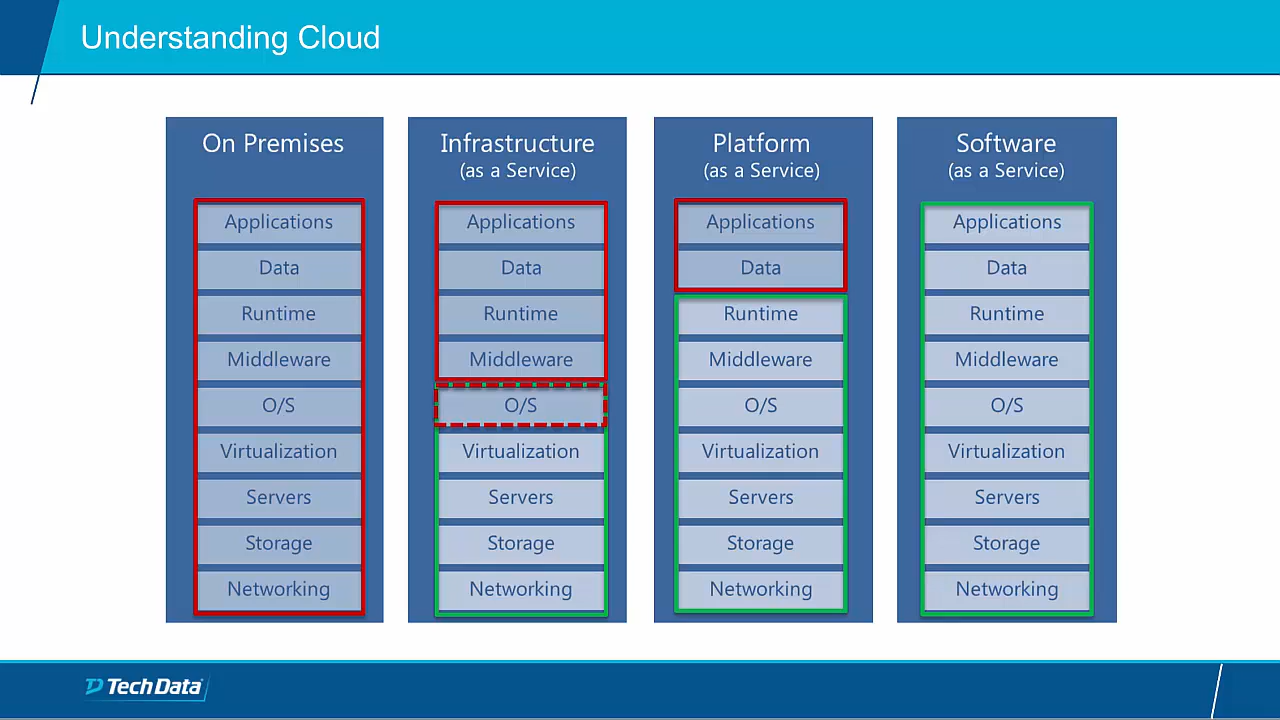 Understanding Cloud
On Premises
Applications
Data
Runtime
Middleware
O/S
Virtualization
Servers
Storage
Networking
Infrastructure
(as a Service)
Applications
Data
Runtime
Middleware
O/S
Virtualization
Servers
Storage
Networking
Platform
(as a Service)
Applications
Data
Runtime
Middleware
O/S
Virtualization
Servers
Storage
Networking
Software
(as a Service)
Applications
Data
Runtime
Middleware
O/S
Virtualization
Servers
Storage
Networking
Tech Data